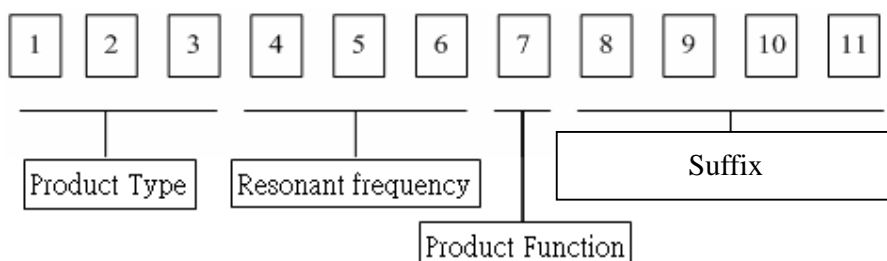 1 2 3 4 5 6 7 8 9 10 11
Product Type Resonant frequency Suffix
Product Function